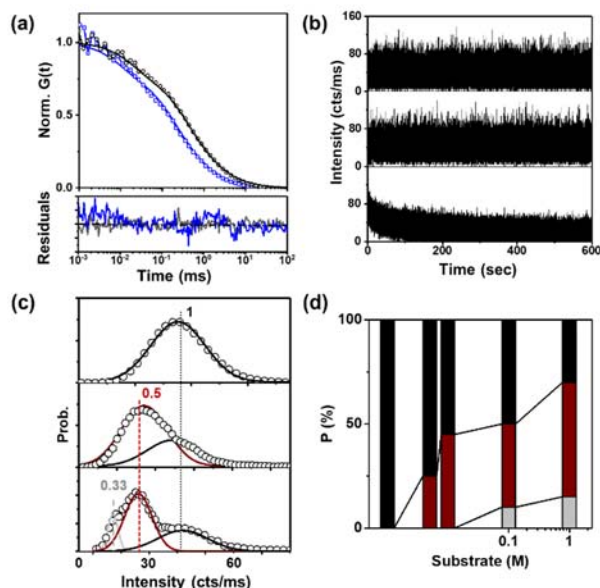 (a)
1.0
0.5
0.0
Norm. G(t)
Residuals
10⁻³ 10⁻² 10⁻¹ 10⁰ 10¹ 10²
Time (ms)
(b)
160
80
0
80
0
80
0
Intensity (cts/ms)
0 200 400 600
Time (sec)
(c)
1
0.5
0.33
Prob.
0 30 60
Intensity (cts/ms)
(d)
100
50
0
P (%)
0.1 1
Substrate (M)